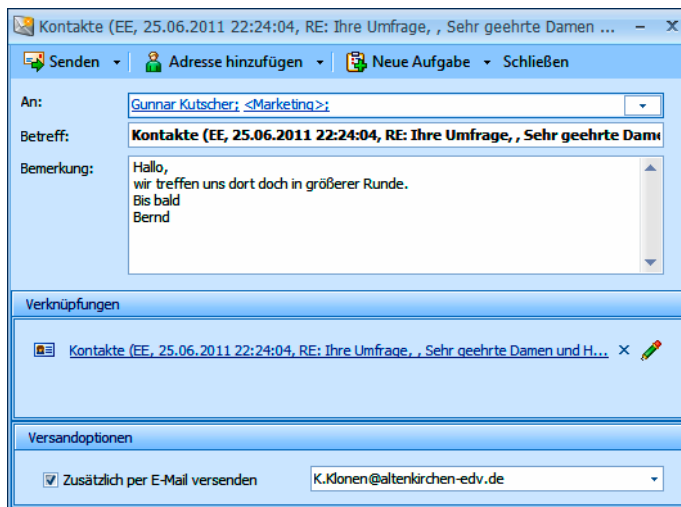 Kontakte (EE, 25.06.2011 22:24:04, RE: Ihre Umfrage, , Sehr geehrte Damen ...
Senden Adresse hinzufügen Neue Aufgabe Schließen
An: Gunnar Kutscher; <Marketing>;
Betreff: Kontakte (EE, 25.06.2011 22:24:04, RE: Ihre Umfrage, , Sehr geehrte Dame
Bemerkung: Hallo,
wir treffen uns dort doch in größerer Runde.
Bis bald
Bernd
Verknüpfungen
Kontakte (EE, 25.06.2011 22:24:04, RE: Ihre Umfrage, , Sehr geehrte Damen und H...
Versandoptionen
Zusätzlich per E-Mail versenden K.Klonen@altenkirchen-edv.de